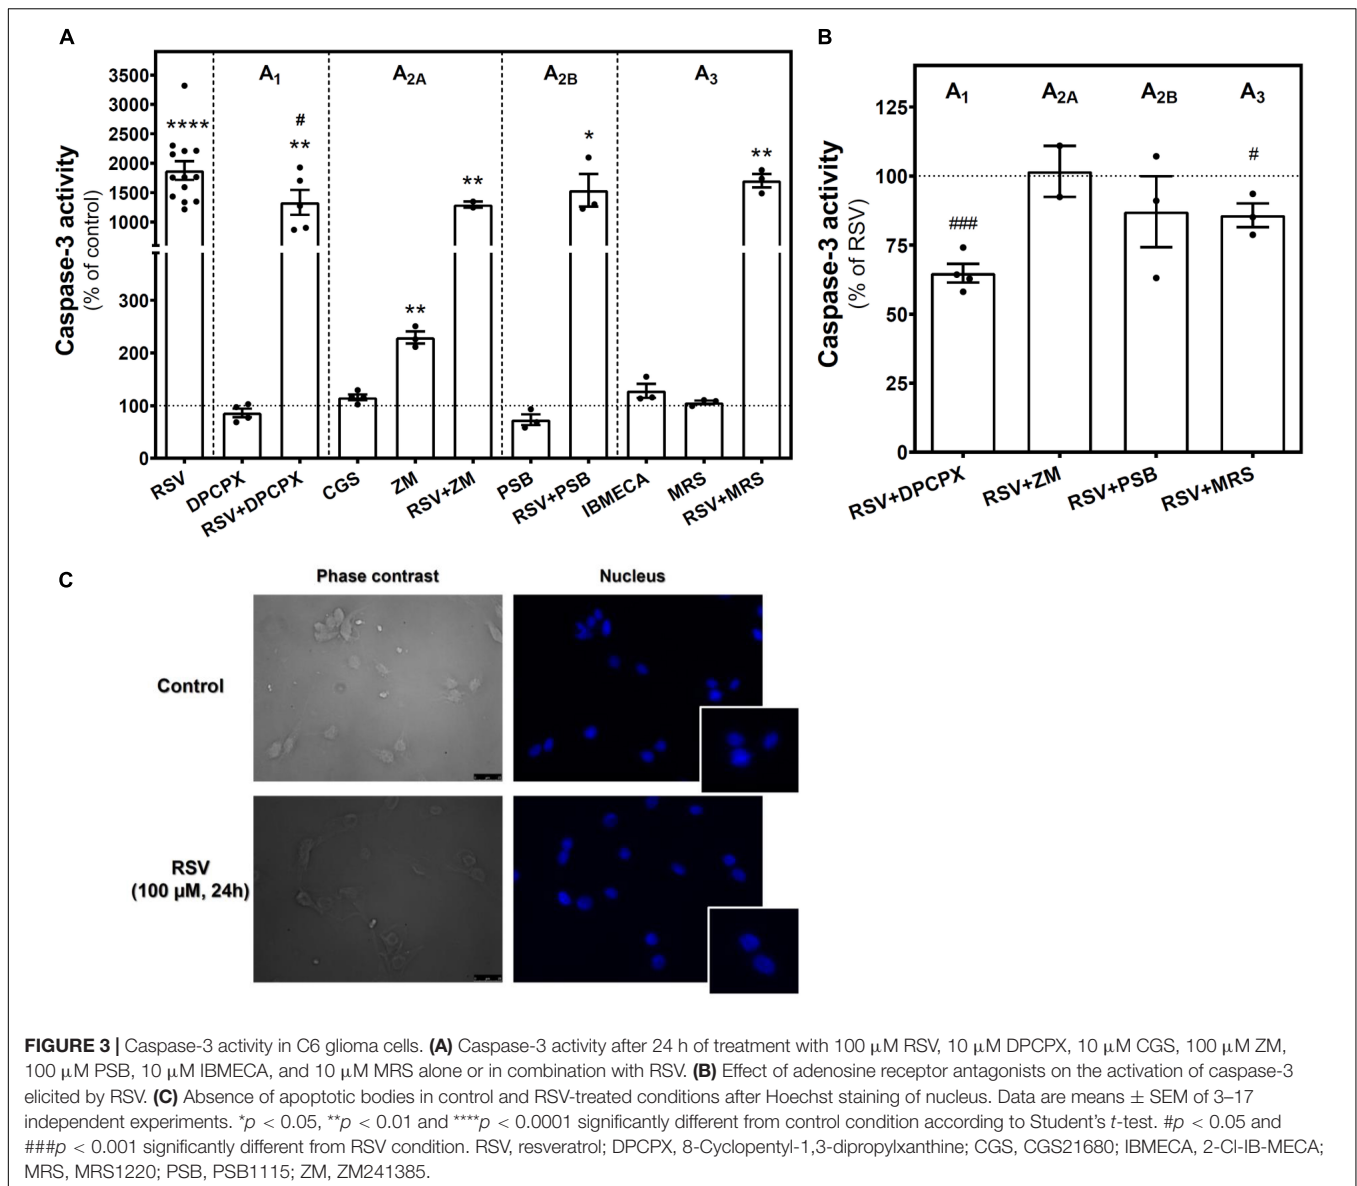 A
B
Caspase-3 activity
(% of control)
3500
3000
2500
2000
1500
1000
300
200
100
0
A1
A2A
A2B
A3
****
#
**
**
**
*
**
RSV
DPCPX
RSV+DPCPX
CGS
ZM
RSV+ZM
PSB
RSV+PSB
IBMECA
MRS
RSV+MRS
Caspase-3 activity
(% of RSV)
125
100
75
50
25
0
A1
A2A
A2B
A3
###
#
RSV+DPCPX
RSV+ZM
RSV+PSB
RSV+MRS
C
Phase contrast
Nucleus
Control
RSV
(100 µM, 24h)
FIGURE 3 | Caspase-3 activity in C6 glioma cells. (A) Caspase-3 activity after 24 h of treatment with 100 µM RSV, 10 µM DPCPX, 10 µM CGS, 100 µM ZM,
100 µM PSB, 10 µM IBMECA, and 10 µM MRS alone or in combination with RSV. (B) Effect of adenosine receptor antagonists on the activation of caspase-3
elicited by RSV. (C) Absence of apoptotic bodies in control and RSV-treated conditions after Hoechst staining of nucleus. Data are means ± SEM of 3–17
independent experiments. *p < 0.05, **p < 0.01 and ****p < 0.0001 significantly different from control condition according to Student's t-test. #p < 0.05 and
###p < 0.001 significantly different from RSV condition. RSV, resveratrol; DPCPX, 8-Cyclopentyl-1,3-dipropylxanthine; CGS, CGS21680; IBMECA, 2-Cl-IB-MECA;
MRS, MRS1220; PSB, PSB1115; ZM, ZM241385.